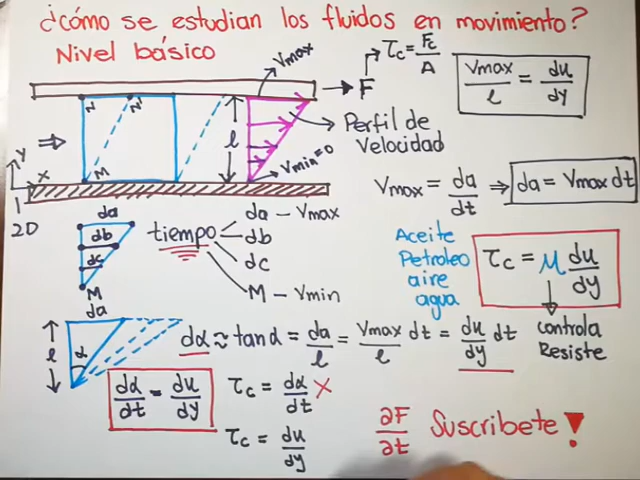 ¿cómo se estudian los fluidos en movimiento?
Nivel básico
Vmax
τc = Fc/A
F
Vmax/l = du/dy
N N'
l
Perfil de
Velocidad
Vmin=0
M
y
x
2D
Vmax = da/dt ⇒ da = Vmax dt
da
db
dc
M
tiempo
da - Vmax
db
dc
M - Vmin
Aceite
Petroleo
aire
agua
τc = μ du/dy
controla
Resiste
da
l
α
dα ≈ tanα = da/l = Vmax/l dt = du/dy dt
dα/dt = du/dy
τc = dα/dt X
τc = du/dy
∂F/∂t
Suscribete!